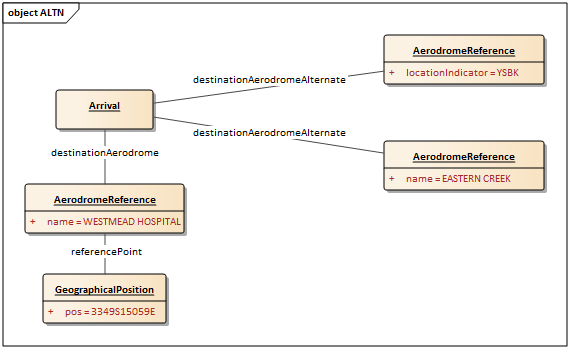 object ALTN
AerodromeReference
+ locationIndicator = YSBK
destinationAerodromeAlternate
Arrival
destinationAerodromeAlternate
AerodromeReference
+ name = EASTERN CREEK
destinationAerodrome
AerodromeReference
+ name = WESTMEAD HOSPITAL
referencePoint
GeographicalPosition
+ pos = 3349S15059E